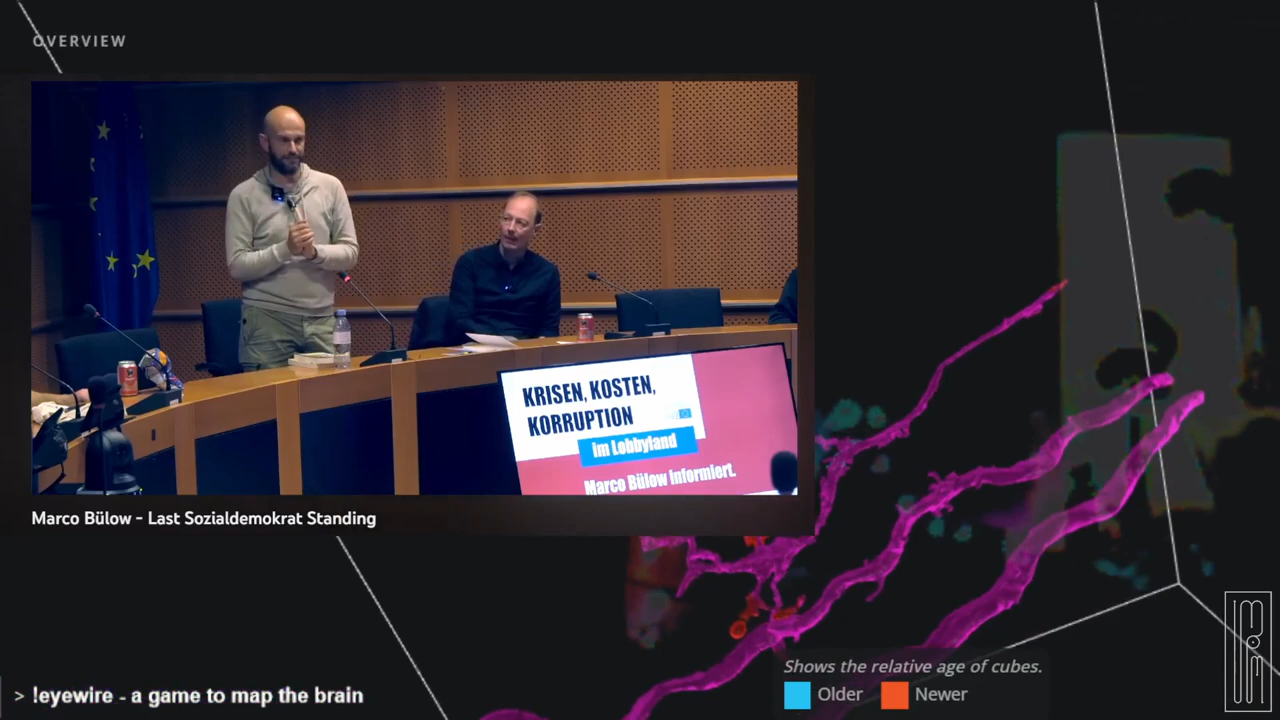 OVERVIEW
KRISEN, KOSTEN,
KORRUPTION
im Lobbyland
Marco Bülow informiert.
Marco Bülow - Last Sozialdemokrat Standing
Shows the relative age of cubes.
Older Newer
> !eyewire - a game to map the brain